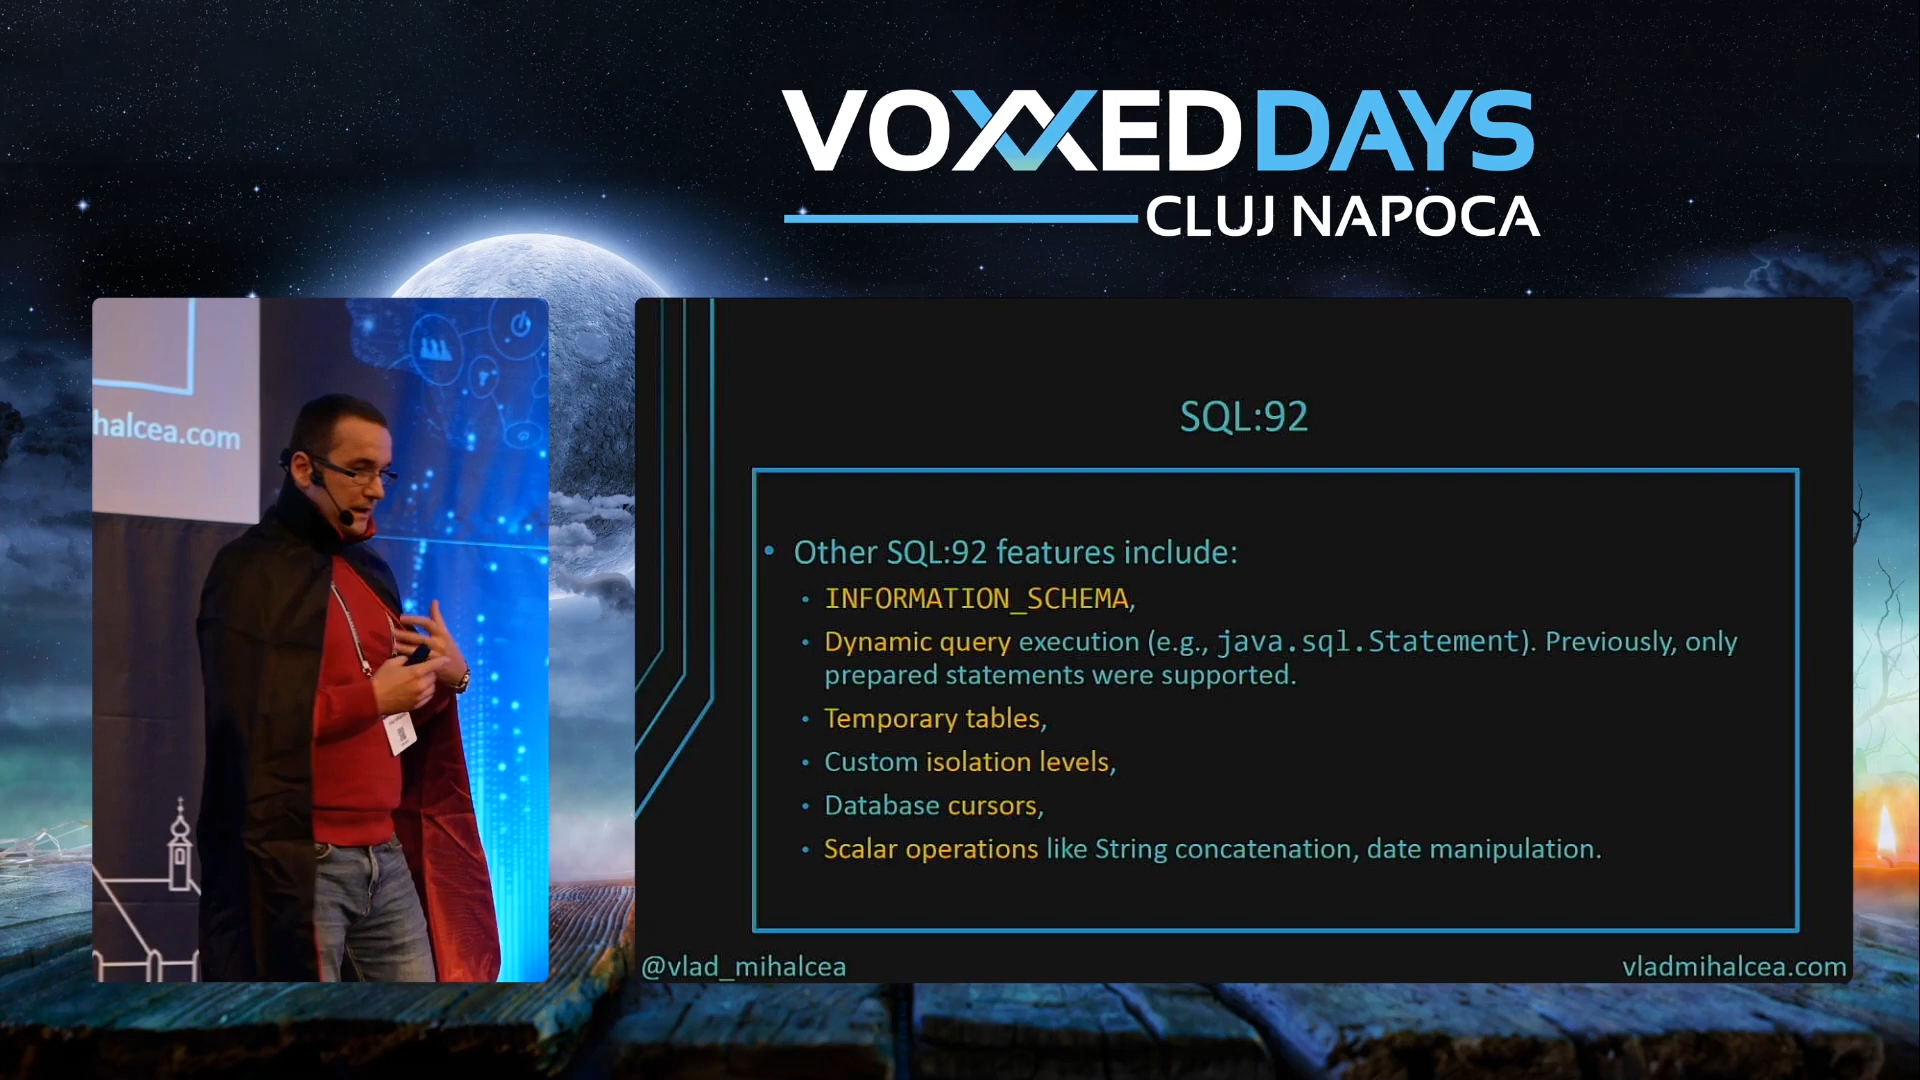 VOXXEDDAYS
CLUJ NAPOCA
halcea.com
SQL:92
• Other SQL:92 features include:
• INFORMATION_SCHEMA,
• Dynamic query execution (e.g., java.sql.Statement). Previously, only
prepared statements were supported.
• Temporary tables,
• Custom isolation levels,
• Database cursors,
• Scalar operations like String concatenation, date manipulation.
@vlad_mihalcea
vladmihalcea.com